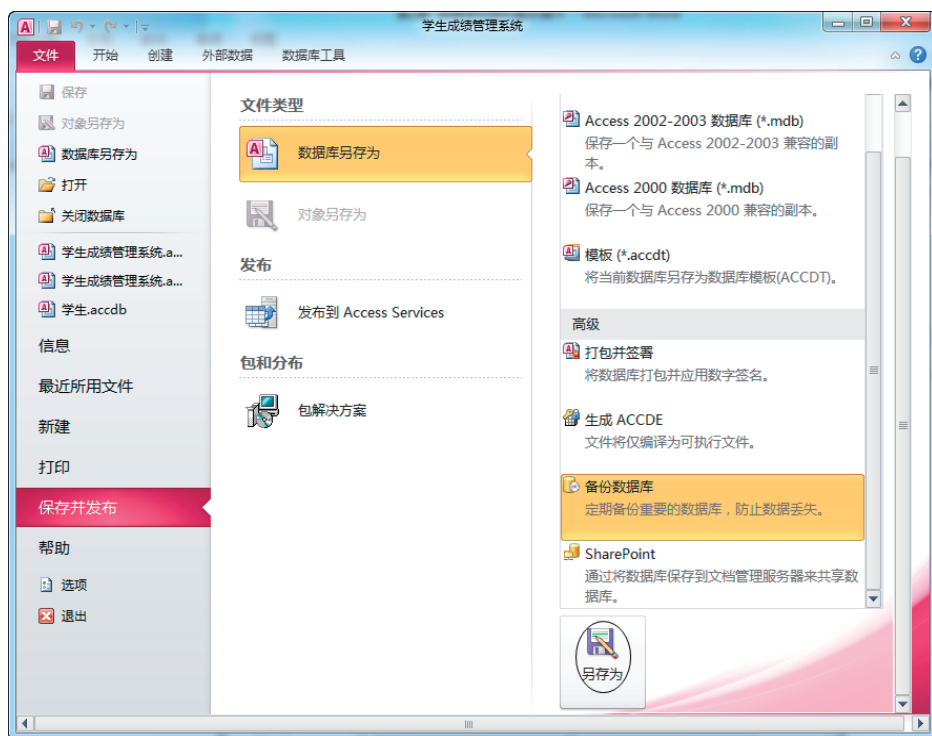 学生成绩管理系统
文件
开始
创建
外部数据
数据库工具
保存
对象另存为
数据库另存为
打开
关闭数据库
学生成绩管理系统.a...
学生成绩管理系统.a...
学生.accdb
信息
最近所用文件
新建
打印
保存并发布
帮助
选项
退出
文件类型
数据库另存为
对象另存为
发布
发布到 Access Services
包和分布
包解决方案
Access 2002-2003 数据库 (*.mdb)
保存一个与 Access 2002-2003 兼容的副
本。
Access 2000 数据库 (*.mdb)
保存一个与 Access 2000 兼容的副本。
模板 (*.accdt)
将当前数据库另存为数据库模板(ACCDT)。
高级
打包并签署
将数据库打包并应用数字签名。
生成 ACCDE
文件将仅编译为可执行文件。
备份数据库
定期备份重要的数据库，防止数据丢失。
SharePoint
通过将数据库保存到文档管理服务器来共享数
据库。
另存为